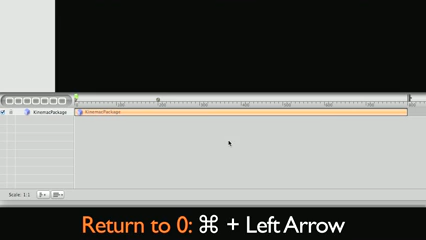 KinemacPackage KinemacPackage
Scale: 1:1
Return to 0: ⌘ + Left Arrow